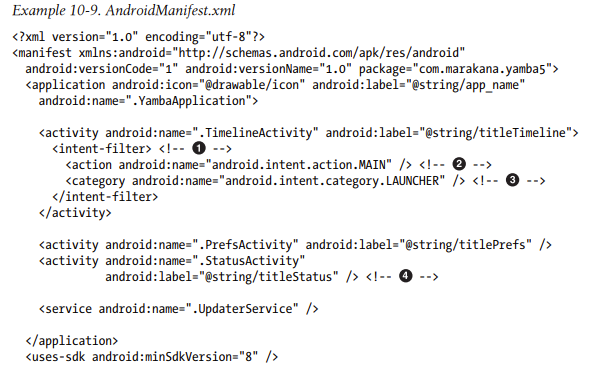 Example 10-9. AndroidManifest.xml
<?xml version="1.0" encoding="utf-8"?>
<manifest xmlns:android="http://schemas.android.com/apk/res/android"
android:versionCode="1" android:versionName="1.0" package="com.marakana.yamba5">
<application android:icon="@drawable/icon" android:label="@string/app_name"
android:name=".YambaApplication">
<activity android:name=".TimelineActivity" android:label="@string/titleTimeline">
<intent-filter> <!-- ❶ -->
<action android:name="android.intent.action.MAIN" /> <!-- ❷ -->
<category android:name="android.intent.category.LAUNCHER" /> <!-- ❸ -->
</intent-filter>
</activity>
<activity android:name=".PrefsActivity" android:label="@string/titlePrefs" />
<activity android:name=".StatusActivity"
android:label="@string/titleStatus" /> <!-- ❹ -->
<service android:name=".UpdaterService" />
</application>
<uses-sdk android:minSdkVersion="8" />